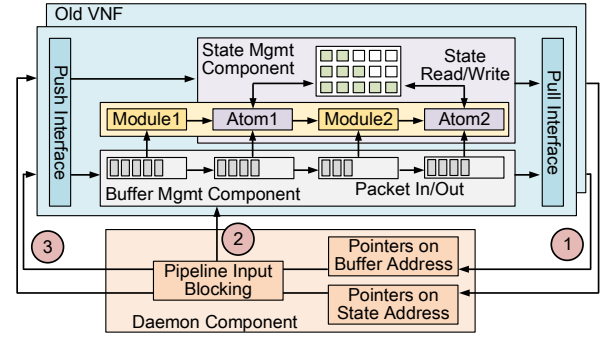 Old VNF
State Mgmt
Component
State
Read/Write
Push Interface
Pull Interface
Module1
Atom1
Module2
Atom2
Buffer Mgmt Component
Packet In/Out
3
2
1
Pipeline Input
Blocking
Pointers on
Buffer Address
Pointers on
State Address
Daemon Component